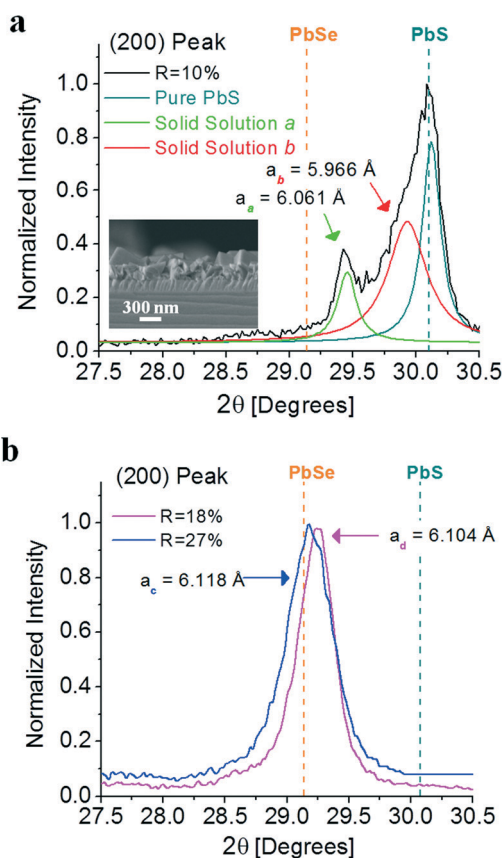 a
PbSe PbS
(200) Peak
R=10%
Pure PbS
Solid Solution a
Solid Solution b
a_b = 5.966 Å
a_a = 6.061 Å
300 nm
Normalized Intensity
1.0
0.8
0.6
0.4
0.2
0.0
27.5 28.0 28.5 29.0 29.5 30.0 30.5
2θ [Degrees]
b
PbSe PbS
(200) Peak
R=18%
R=27%
a_d = 6.104 Å
a_c = 6.118 Å
Normalized Intensity
1.0
0.8
0.6
0.4
0.2
0.0
27.5 28.0 28.5 29.0 29.5 30.0 30.5
2θ [Degrees]